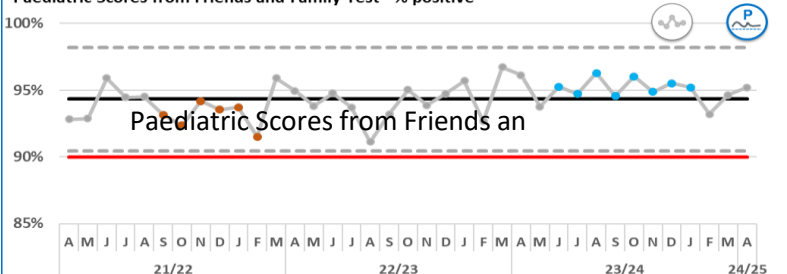 Paediatric Scores from Friends and Family Test - % positive
100%
P
95%
Paediatric Scores from Friends an
90%
85%
A M J J A S O N D J F M A M J J A S O N D J F M A M J J A S O N D J F M A
21/22 22/23 23/24 24/25